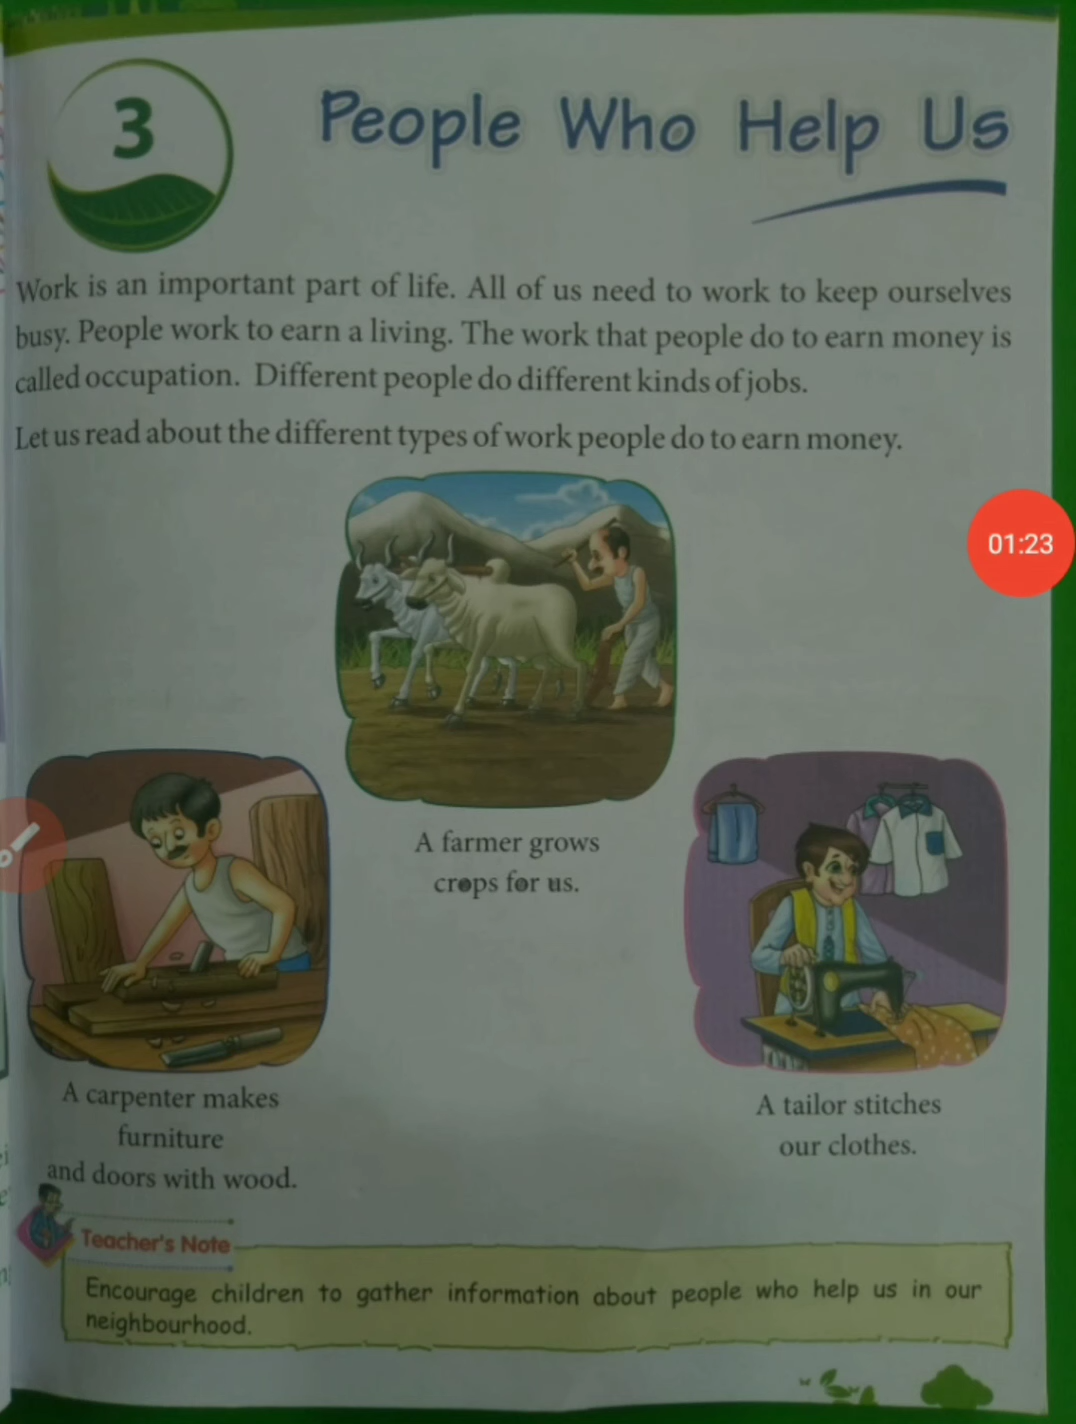 3
People Who Help Us
Work is an important part of life. All of us need to work to keep ourselves
busy. People work to earn a living. The work that people do to earn money is
called occupation. Different people do different kinds of jobs.
Let us read about the different types of work people do to earn money.
01:23
A farmer grows
crops for us.
A carpenter makes
furniture
and doors with wood.
A tailor stitches
our clothes.
Teacher's Note
Encourage children to gather information about people who help us in our
neighbourhood.